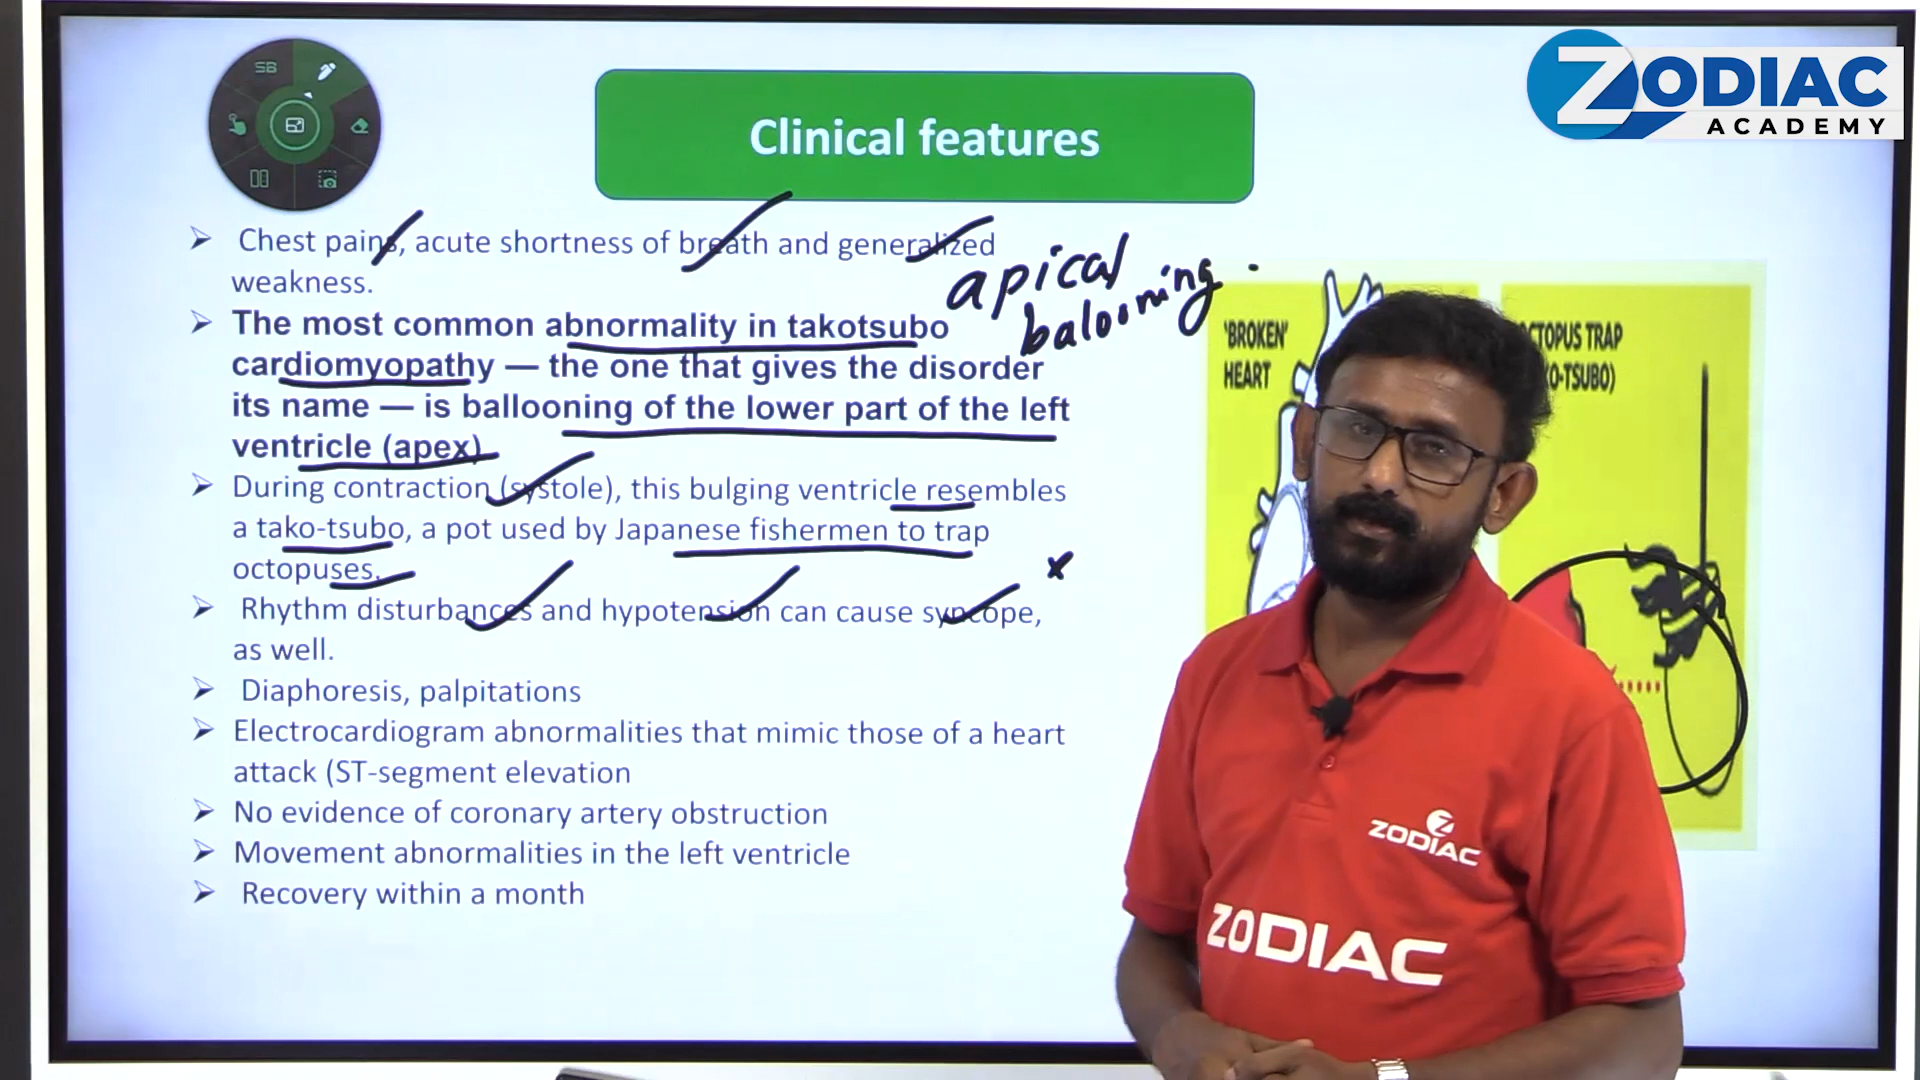 SB
ZODIAC
ACADEMY
Clinical features
Chest pains, acute shortness of breath and generalized
weakness.
apical
balooning.
The most common abnormality in takotsubo
cardiomyopathy — the one that gives the disorder
its name — is ballooning of the lower part of the left
ventricle (apex)
During contraction (systole), this bulging ventricle resembles
a tako-tsubo, a pot used by Japanese fishermen to trap
octopuses.
x
Rhythm disturbances and hypotension can cause syncope,
as well.
Diaphoresis, palpitations
Electrocardiogram abnormalities that mimic those of a heart
attack (ST-segment elevation
No evidence of coronary artery obstruction
Movement abnormalities in the left ventricle
Recovery within a month
'BROKEN'
HEART
OCTOPUS TRAP
KO-TSUBO)
ZODIAC
ZODIAC